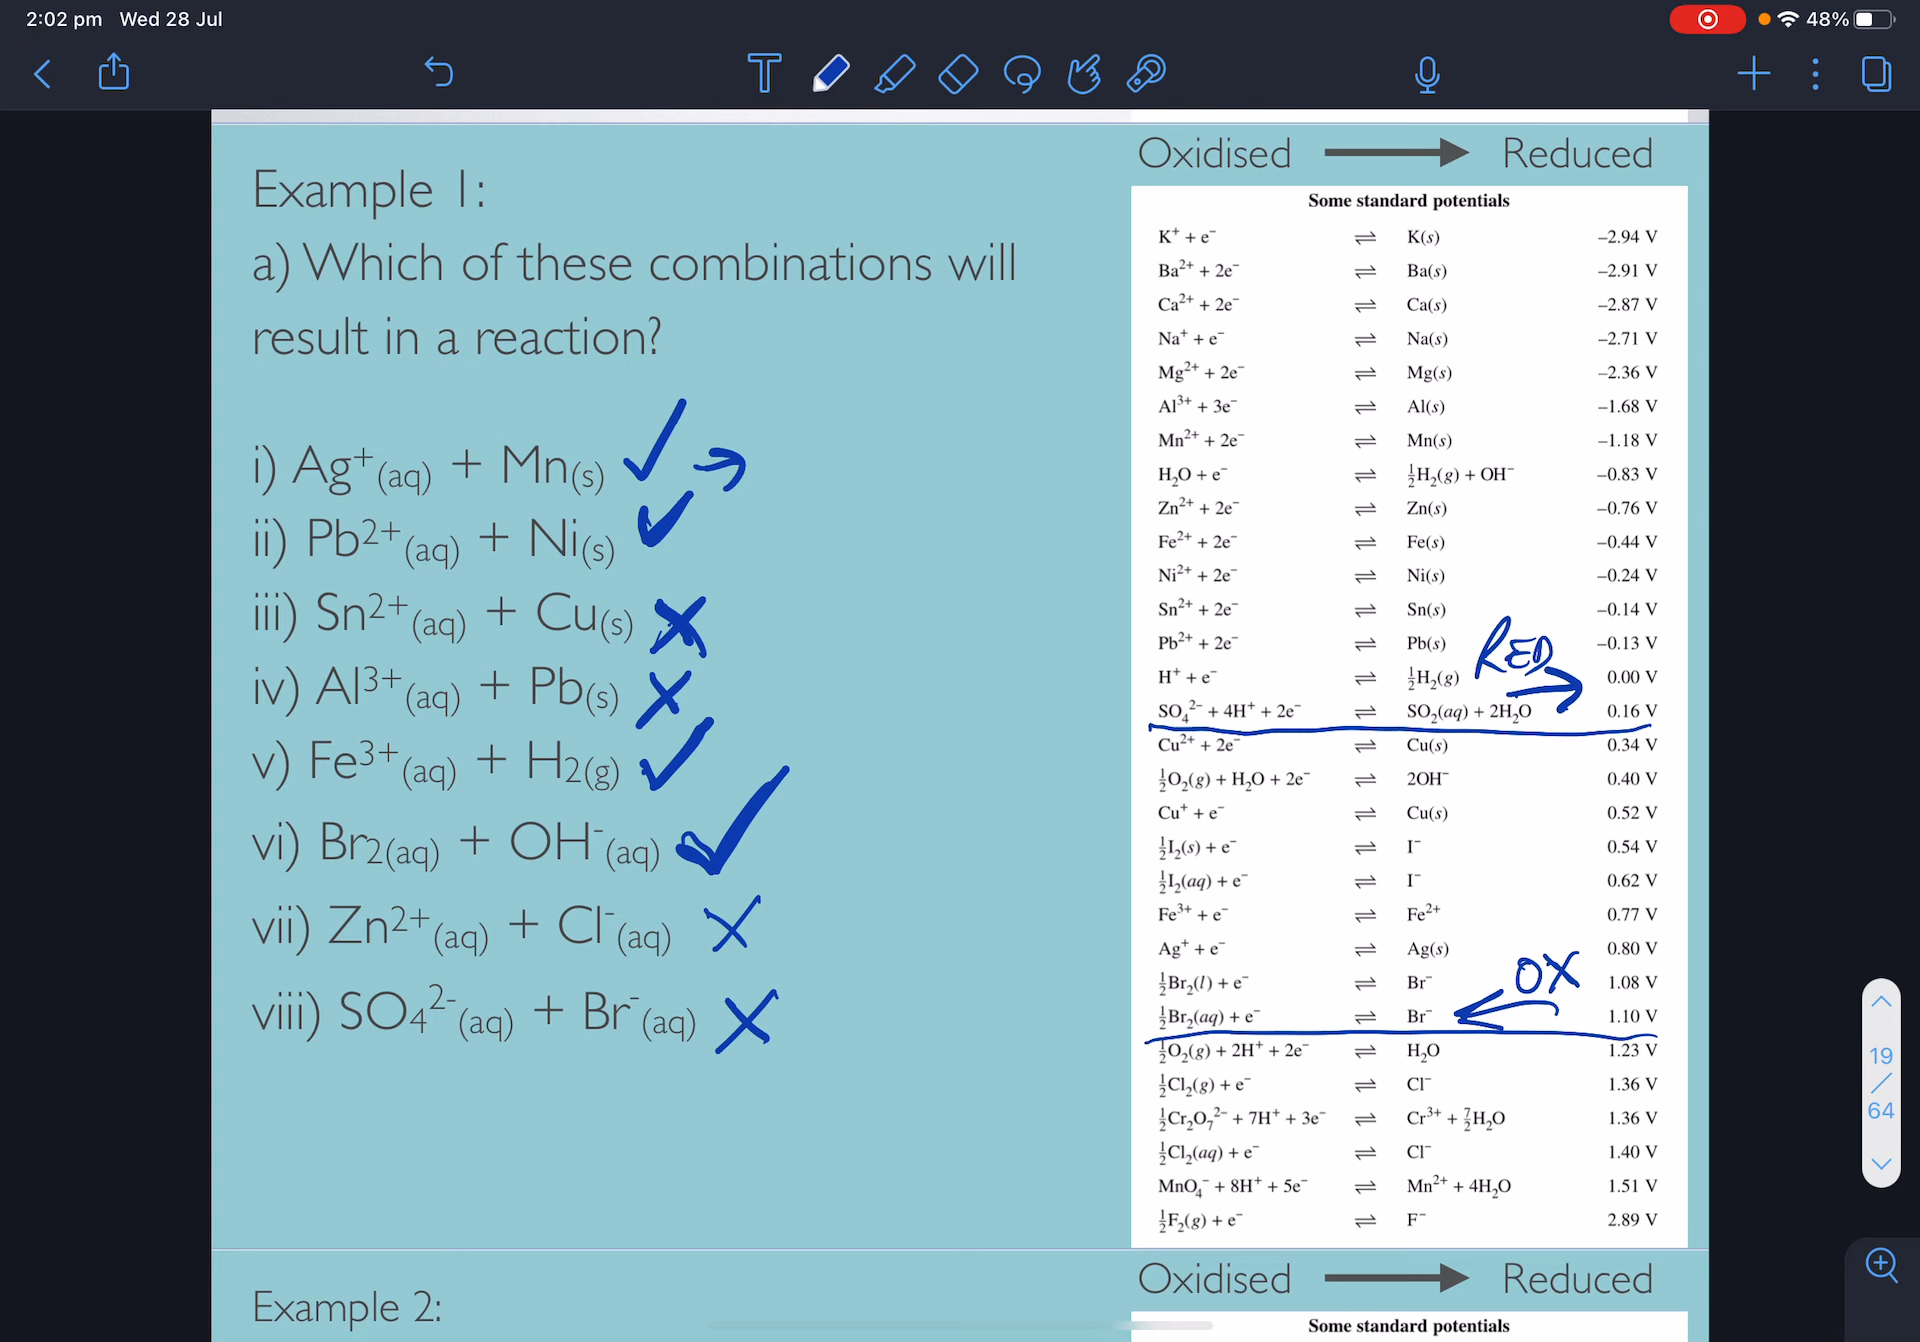 2:02 pm Wed 28 Jul
48%
T
Example 1:
a) Which of these combinations will
result in a reaction?
i) Ag⁺(aq) + Mn(s) ✓ →
ii) Pb²⁺(aq) + Ni(s) ✓
iii) Sn²⁺(aq) + Cu(s) ✗
iv) Al³⁺(aq) + Pb(s) ✗
v) Fe³⁺(aq) + H₂(g) ✓
vi) Br₂(aq) + OH⁻(aq) ✓
vii) Zn²⁺(aq) + Cl⁻(aq) ✗
viii) SO₄²⁻(aq) + Br⁻(aq) ✗
Oxidised → Reduced
Some standard potentials
K⁺ + e⁻ ⇌ K(s) –2.94 V
Ba²⁺ + 2e⁻ ⇌ Ba(s) –2.91 V
Ca²⁺ + 2e⁻ ⇌ Ca(s) –2.87 V
Na⁺ + e⁻ ⇌ Na(s) –2.71 V
Mg²⁺ + 2e⁻ ⇌ Mg(s) –2.36 V
Al³⁺ + 3e⁻ ⇌ Al(s) –1.68 V
Mn²⁺ + 2e⁻ ⇌ Mn(s) –1.18 V
H₂O + e⁻ ⇌ ½H₂(g) + OH⁻ –0.83 V
Zn²⁺ + 2e⁻ ⇌ Zn(s) –0.76 V
Fe²⁺ + 2e⁻ ⇌ Fe(s) –0.44 V
Ni²⁺ + 2e⁻ ⇌ Ni(s) –0.24 V
Sn²⁺ + 2e⁻ ⇌ Sn(s) –0.14 V
Pb²⁺ + 2e⁻ ⇌ Pb(s) –0.13 V
RED →
H⁺ + e⁻ ⇌ ½H₂(g) 0.00 V
SO₄²⁻ + 4H⁺ + 2e⁻ ⇌ SO₂(aq) + 2H₂O 0.16 V
Cu²⁺ + 2e⁻ ⇌ Cu(s) 0.34 V
½O₂(g) + H₂O + 2e⁻ ⇌ 2OH⁻ 0.40 V
Cu⁺ + e⁻ ⇌ Cu(s) 0.52 V
½I₂(s) + e⁻ ⇌ I⁻ 0.54 V
½I₂(aq) + e⁻ ⇌ I⁻ 0.62 V
Fe³⁺ + e⁻ ⇌ Fe²⁺ 0.77 V
Ag⁺ + e⁻ ⇌ Ag(s) 0.80 V
OX ←
½Br₂(l) + e⁻ ⇌ Br⁻ 1.08 V
½Br₂(aq) + e⁻ ⇌ Br⁻ 1.10 V
½O₂(g) + 2H⁺ + 2e⁻ ⇌ H₂O 1.23 V
½Cl₂(g) + e⁻ ⇌ Cl⁻ 1.36 V
½Cr₂O₇²⁻ + 7H⁺ + 3e⁻ ⇌ Cr³⁺ + 7/2H₂O 1.36 V
½Cl₂(aq) + e⁻ ⇌ Cl⁻ 1.40 V
MnO₄⁻ + 8H⁺ + 5e⁻ ⇌ Mn²⁺ + 4H₂O 1.51 V
½F₂(g) + e⁻ ⇌ F⁻ 2.89 V
19
/
64
Example 2:
Oxidised → Reduced
Some standard potentials